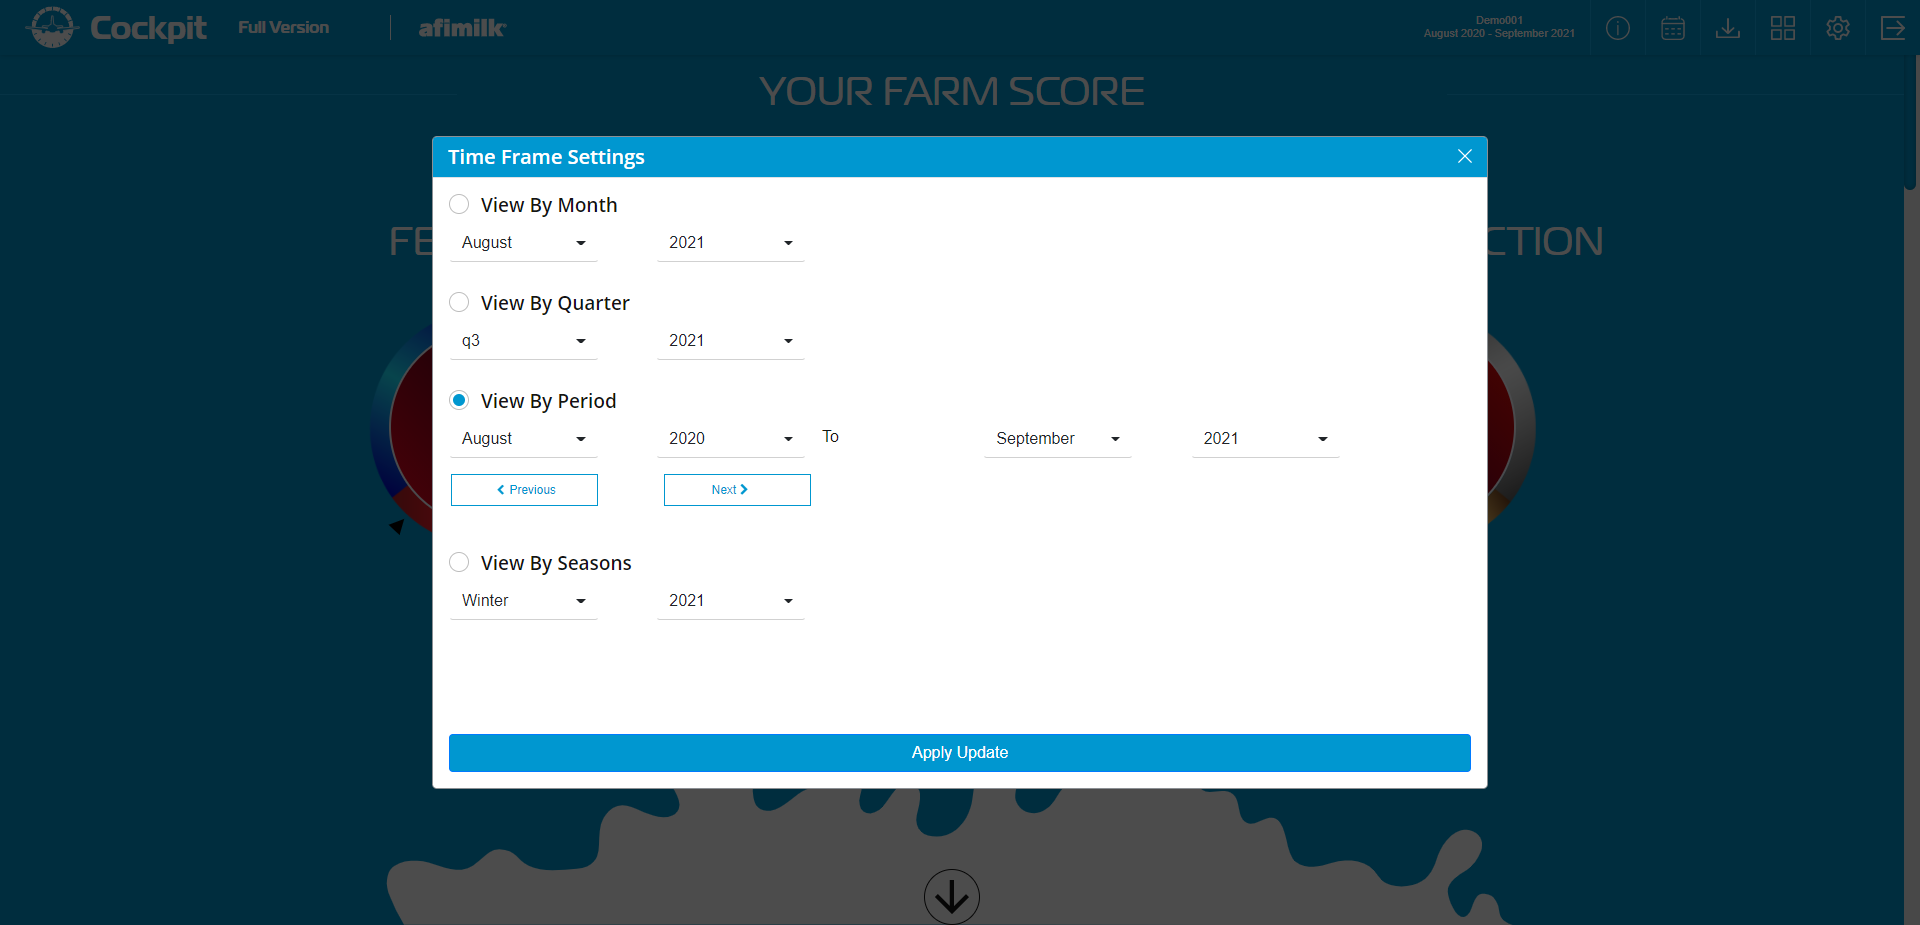 Cockpit Full Version afimilk
Demo001
August 2020 - September 2021
YOUR FARM SCORE
Time Frame Settings
View By Month
August 2021
FE
CTION
View By Quarter
q3 2021
View By Period
August 2020 To September 2021
Previous Next
View By Seasons
Winter 2021
Apply Update